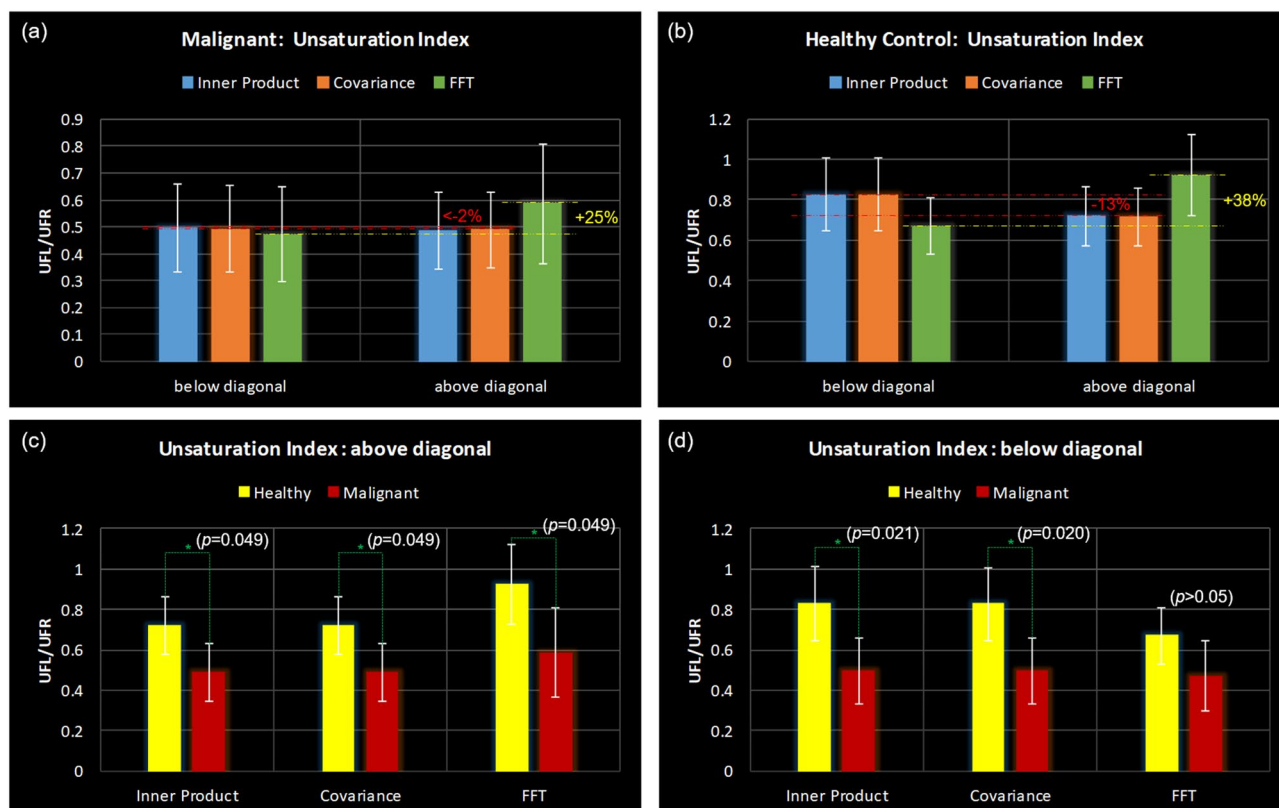 (a)
Malignant: Unsaturation Index
Inner Product Covariance FFT
UFL/UFR
0.9
0.8
0.7
0.6
0.5
0.4
0.3
0.2
0.1
0
<-2%
+25%
below diagonal above diagonal
(b)
Healthy Control: Unsaturation Index
Inner Product Covariance FFT
UFL/UFR
1.2
1
0.8
0.6
0.4
0.2
0
-13%
+38%
below diagonal above diagonal
(c)
Unsaturation Index : above diagonal
Healthy Malignant
UFL/UFR
1.2
1
0.8
0.6
0.4
0.2
0
* (p=0.049) * (p=0.049) * (p=0.049)
Inner Product Covariance FFT
(d)
Unsaturation Index : below diagonal
Healthy Malignant
UFL/UFR
1.2
1
0.8
0.6
0.4
0.2
0
* (p=0.021) * (p=0.020) (p>0.05)
Inner Product Covariance FFT